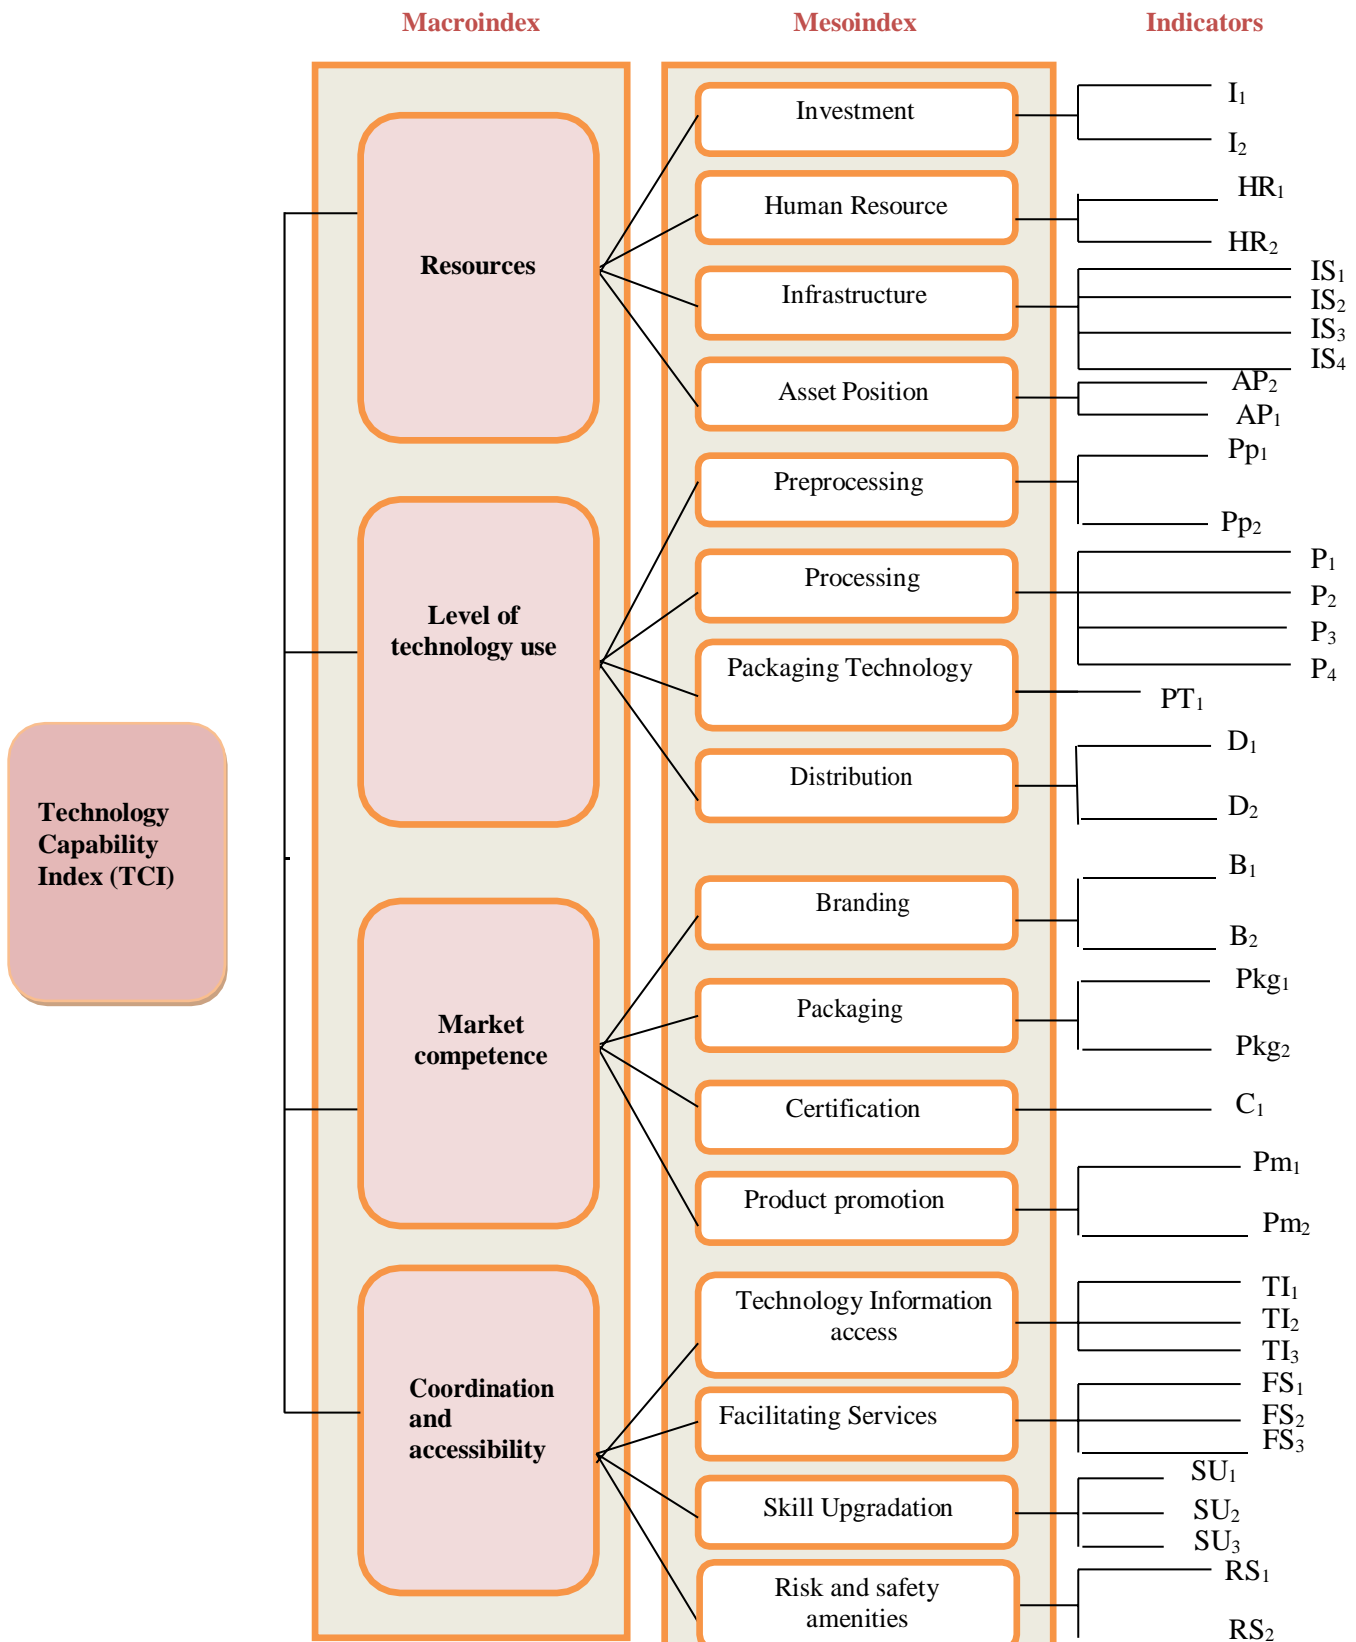 Macroindex
Mesoindex
Indicators
Technology
Capability
Index (TCI)
Resources
Investment
I₁
I₂
Human Resource
HR₁
HR₂
Infrastructure
IS₁
IS₂
IS₃
IS₄
Asset Position
AP₂
AP₁
Level of
technology use
Preprocessing
Pp₁
Pp₂
Processing
P₁
P₂
P₃
P₄
Packaging Technology
PT₁
Distribution
D₁
D₂
Market
competence
Branding
B₁
B₂
Packaging
Pkg₁
Pkg₂
Certification
C₁
Product promotion
Pm₁
Pm₂
Coordination
and
accessibility
Technology Information
access
TI₁
TI₂
TI₃
Facilitating Services
FS₁
FS₂
FS₃
Skill Upgradation
SU₁
SU₂
SU₃
Risk and safety
amenities
RS₁
RS₂